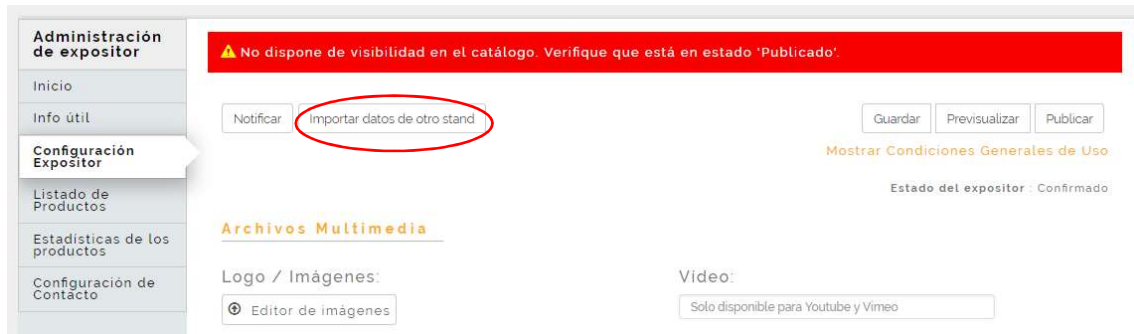 Administración
de expositor
⚠ No dispone de visibilidad en el catálogo. Verifique que está en estado 'Publicado'.
Inicio
Info útil
Configuración
Expositor
Listado de
Productos
Estadísticas de los
productos
Configuración de
Contacto
Notificar
Importar datos de otro stand
Guardar
Previsualizar
Publicar
Mostrar Condiciones Generales de Uso
Estado del expositor : Confirmado
Archivos Multimedia
Logo / Imágenes:
Editor de imágenes
Video:
Solo disponible para Youtube y Vimeo